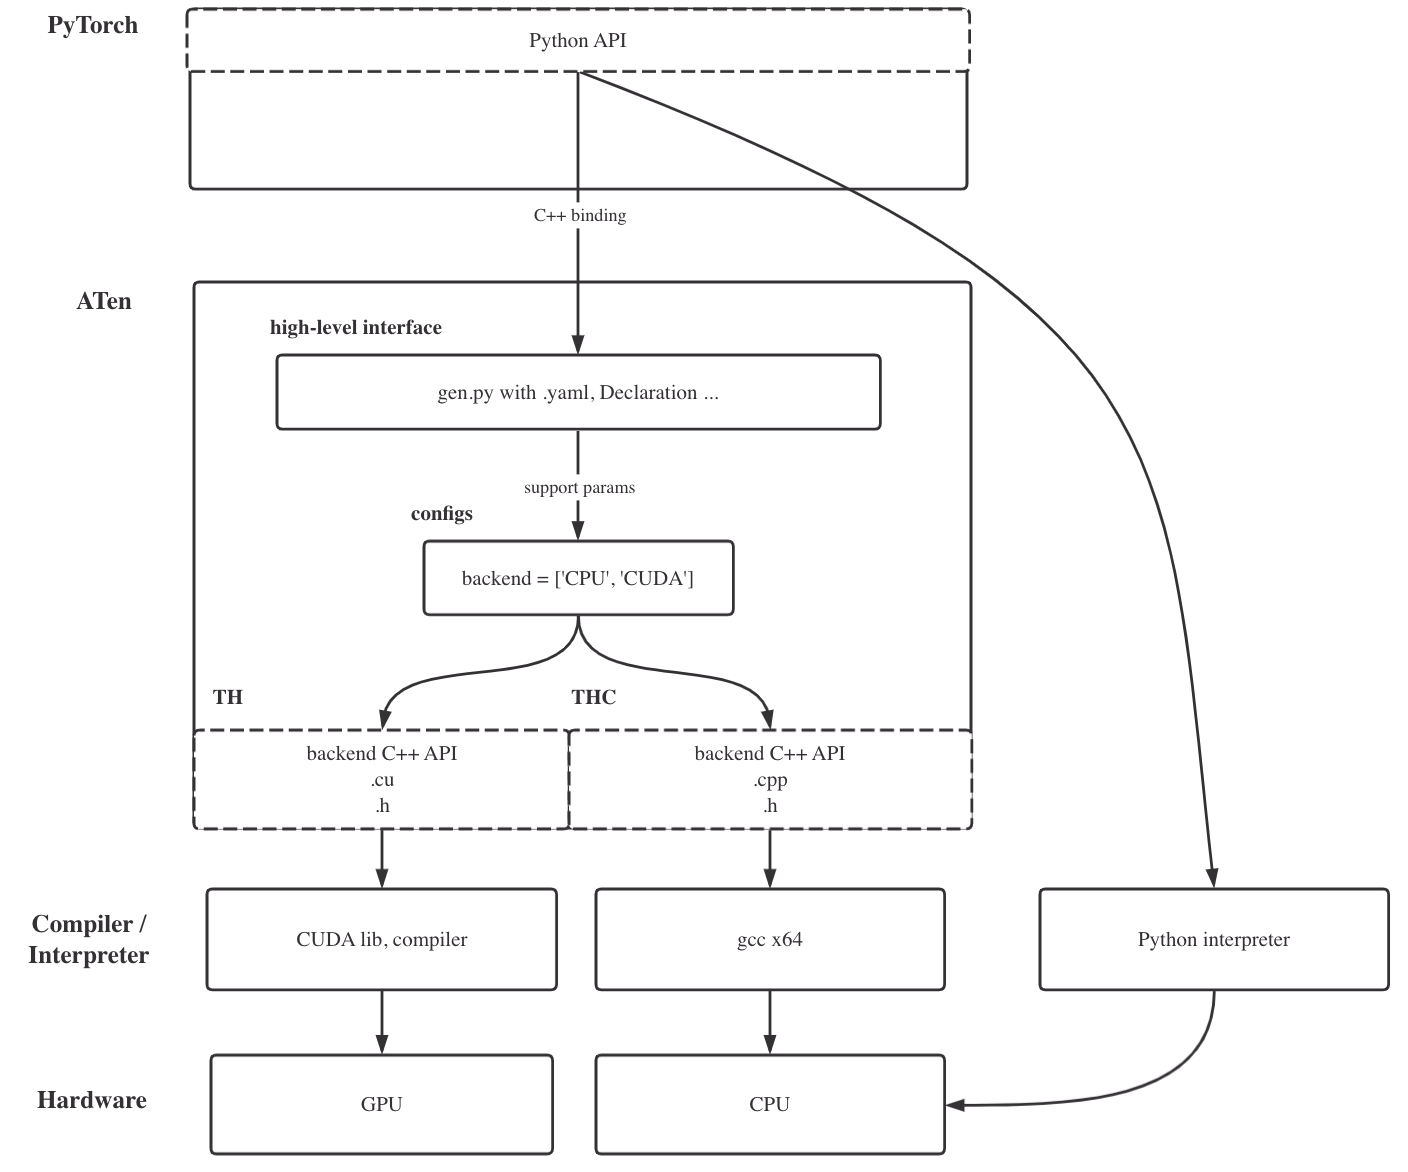 PyTorch
Python API
C++ binding
ATen
high-level interface
gen.py with .yaml, Declaration ...
support params
configs
backend = ['CPU', 'CUDA']
TH
THC
backend C++ API
.cu
.h
backend C++ API
.cpp
.h
Compiler /
Interpreter
CUDA lib, compiler
gcc x64
Python interpreter
Hardware
GPU
CPU